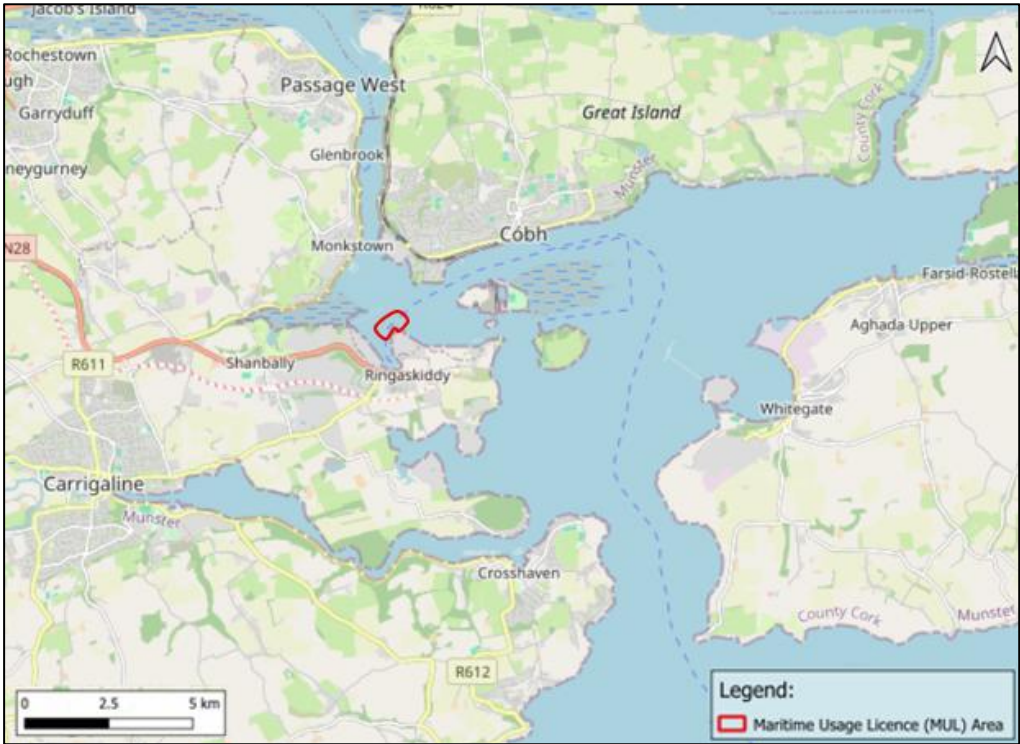 Jacob's Island
R624
Rochestown
ugh
Garryduff
neygurney
Passage West
Great Island
Glenbrook
County Cork
Munster
Monkstown
Cóbh
N28
Farsid-Rostell
Aghada Upper
R611
Shanbally
Ringaskiddy
Whitegate
Carrigaline
Munster
Crosshaven
County Cork
Munster
R612
0 2.5 5 km
Legend:
Maritime Usage Licence (MUL) Area